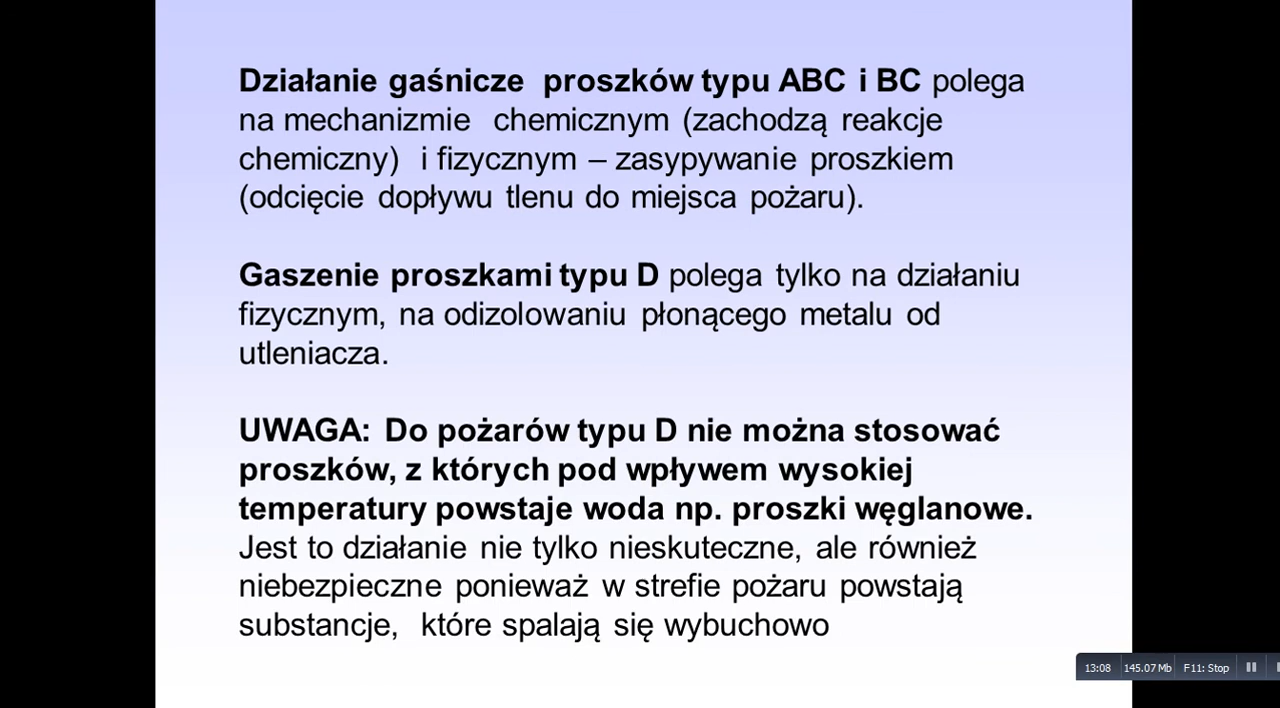 Działanie gaśnicze proszków typu ABC i BC polega
na mechanizmie chemicznym (zachodzą reakcje
chemiczny) i fizycznym – zasypywanie proszkiem
(odcięcie dopływu tlenu do miejsca pożaru).
Gaszenie proszkami typu D polega tylko na działaniu
fizycznym, na odizolowaniu płonącego metalu od
utleniacza.
UWAGA: Do pożarów typu D nie można stosować
proszków, z których pod wpływem wysokiej
temperatury powstaje woda np. proszki węglanowe.
Jest to działanie nie tylko nieskuteczne, ale również
niebezpieczne ponieważ w strefie pożaru powstają
substancje, które spalają się wybuchowo
13:08 145.07 Mb F11: Stop